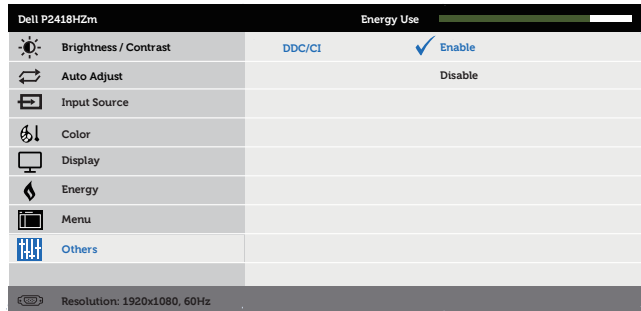 Dell P2418HZm Energy Use
Brightness / Contrast DDC/CI Enable
Auto Adjust Disable
Input Source
Color
Display
Energy
Menu
Others
Resolution: 1920x1080, 60Hz